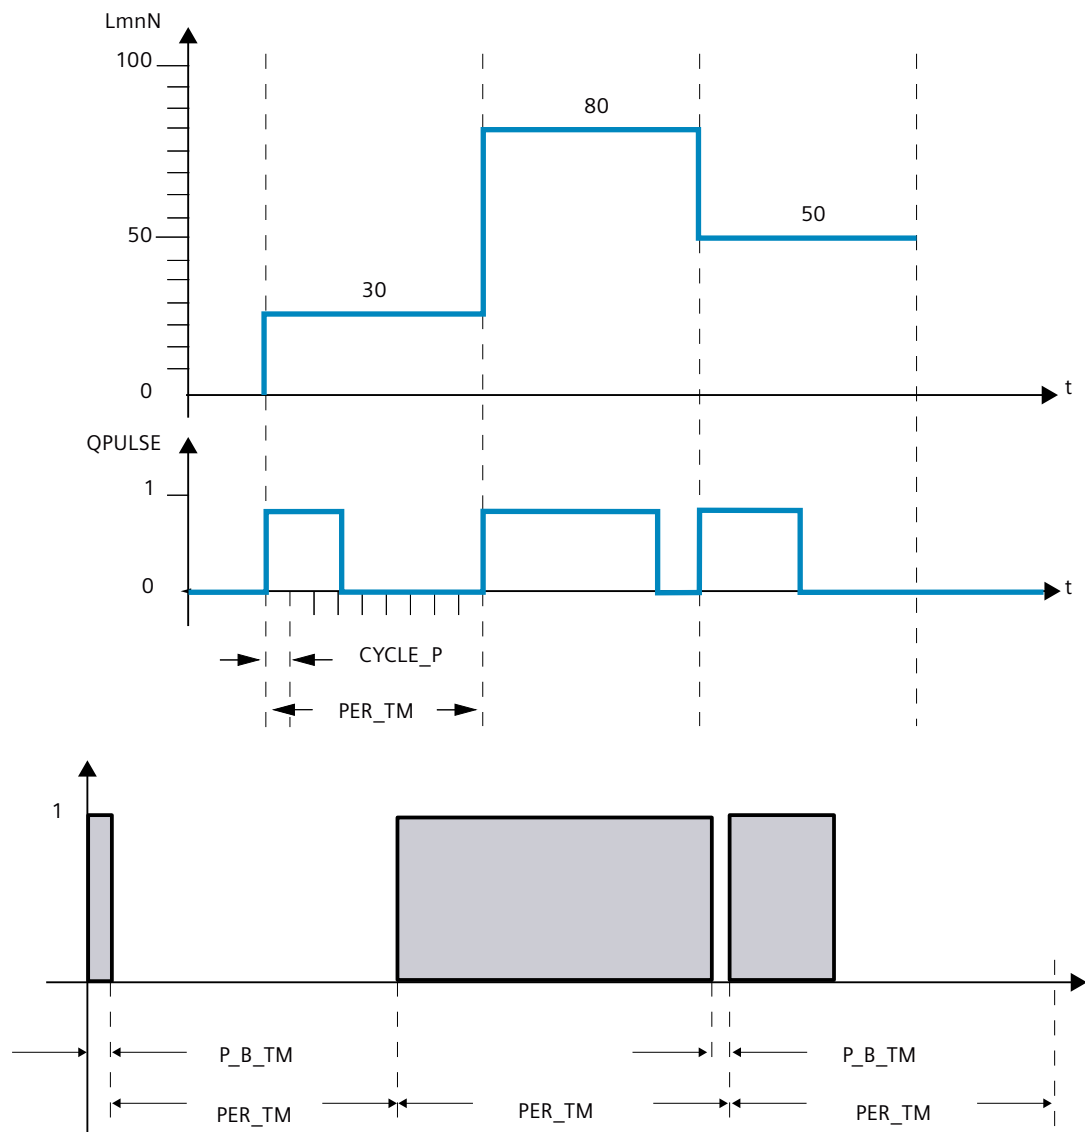 LmnN
100
80
50
50
30
0
t
QPULSE
1
0
t
CYCLE_P
PER_TM
1
P_B_TM
P_B_TM
PER_TM
PER_TM
PER_TM